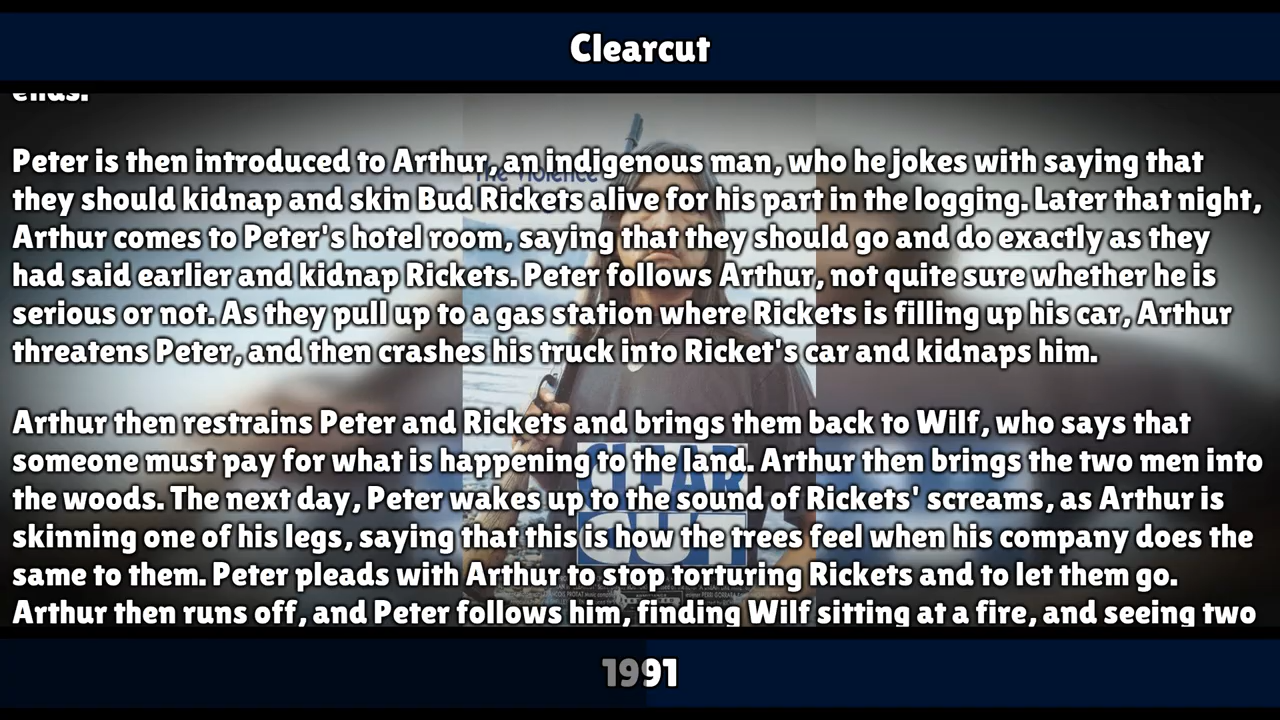 Clearcut
ends.
Peter is then introduced to Arthur, an indigenous man, who he jokes with saying that
they should kidnap and skin Bud Rickets alive for his part in the logging. Later that night,
Arthur comes to Peter's hotel room, saying that they should go and do exactly as they
had said earlier and kidnap Rickets. Peter follows Arthur, not quite sure whether he is
serious or not. As they pull up to a gas station where Rickets is filling up his car, Arthur
threatens Peter, and then crashes his truck into Ricket's car and kidnaps him.
Arthur then restrains Peter and Rickets and brings them back to Wilf, who says that
someone must pay for what is happening to the land. Arthur then brings the two men into
the woods. The next day, Peter wakes up to the sound of Rickets' screams, as Arthur is
skinning one of his legs, saying that this is how the trees feel when his company does the
same to them. Peter pleads with Arthur to stop torturing Rickets and to let them go.
Arthur then runs off, and Peter follows him, finding Wilf sitting at a fire, and seeing two
The Violence
CLEAR
CUT
1991